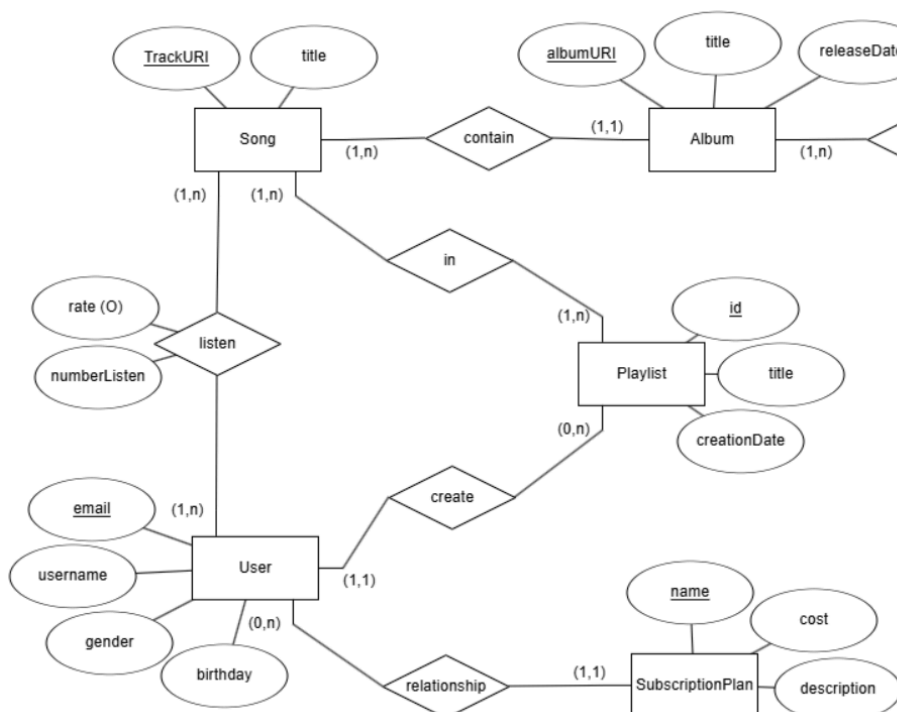 TrackURI
title
albumURI
title
releaseDate
Song
contain
Album
(1,n)
(1,1)
(1,n)
(1,n)
(1,n)
in
rate (O)
numberListen
listen
(1,n)
id
Playlist
title
creationDate
(0,n)
create
(1,n)
email
username
gender
birthday
User
(1,1)
(0,n)
relationship
(1,1)
name
cost
SubscriptionPlan
description